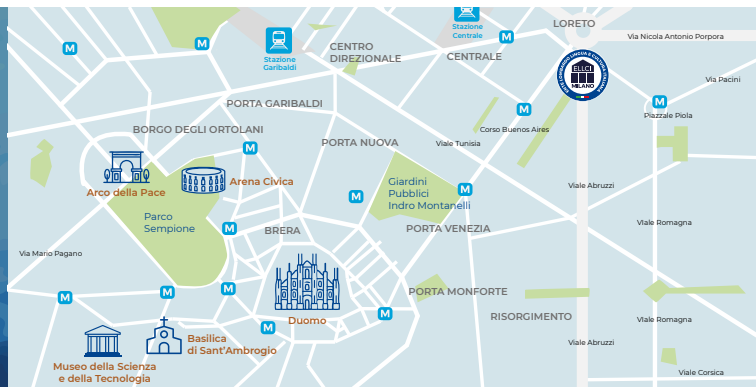 LORETO
Via Nicola Antonio Porpora
M
M
M
Stazione
Garibaldi
Stazione
Centrale
CENTRO
DIREZIONALE
CENTRALE
ELLCI
MILANO
Via Pacini
M
M
PORTA GARIBALDI
Piazzale Piola
BORGO DEGLI ORTOLANI
Corso Buenos Aires
PORTA NUOVA
Viale Tunisia
M
Arco della Pace
Arena Civica
M
Giardini
Pubblici
Indro Montanelli
M
Viale Abruzzi
Parco
Sempione
M
BRERA
PORTA VENEZIA
VIale Romagna
Via Mario Pagano
M
M
M
PORTA MONFORTE
M
M
Duomo
RISORGIMENTO
VIale Romagna
Basilica
di Sant'Ambrogio
Viale Abruzzi
Museo della Scienza
e della Tecnologia
Viale Corsica